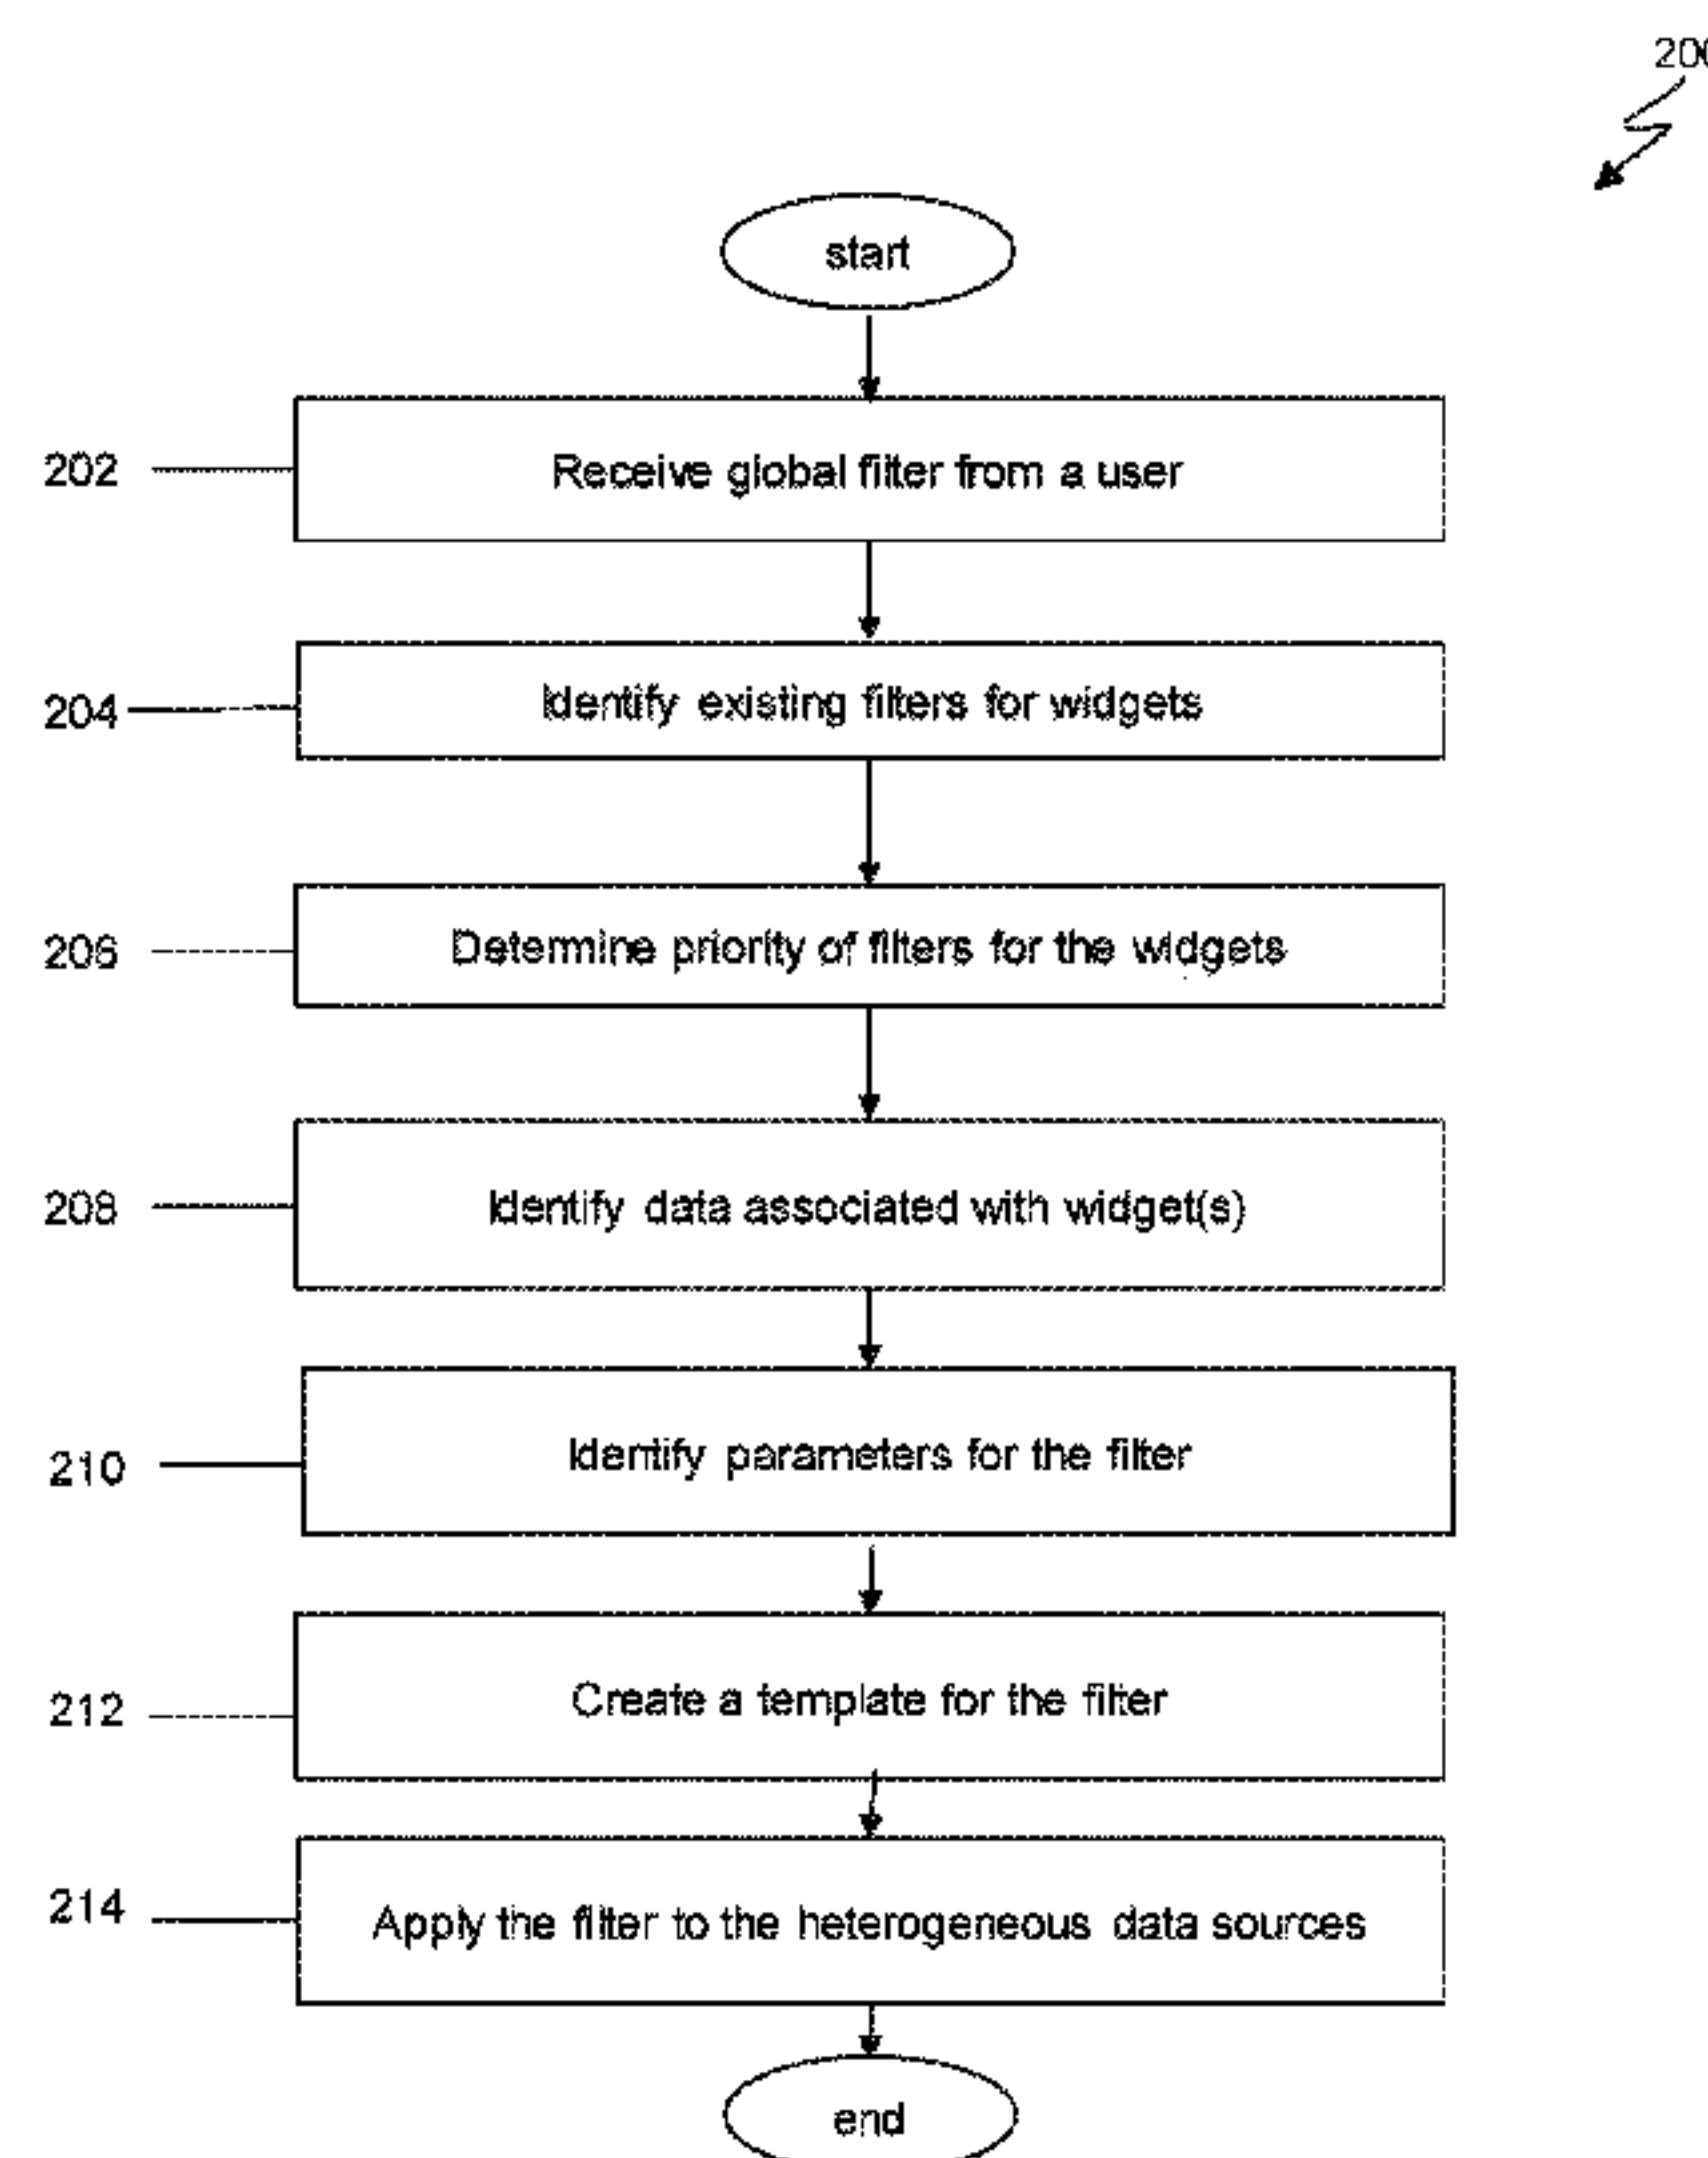 200
start
202
Receive global filter from a user
204
Identify existing filters for widgets
206
Determine priority of filters for the widgets
208
Identify data associated with widget(s)
210
Identify parameters for the filter
212
Create a template for the filter
214
Apply the filter to the heterogeneous data sources
end